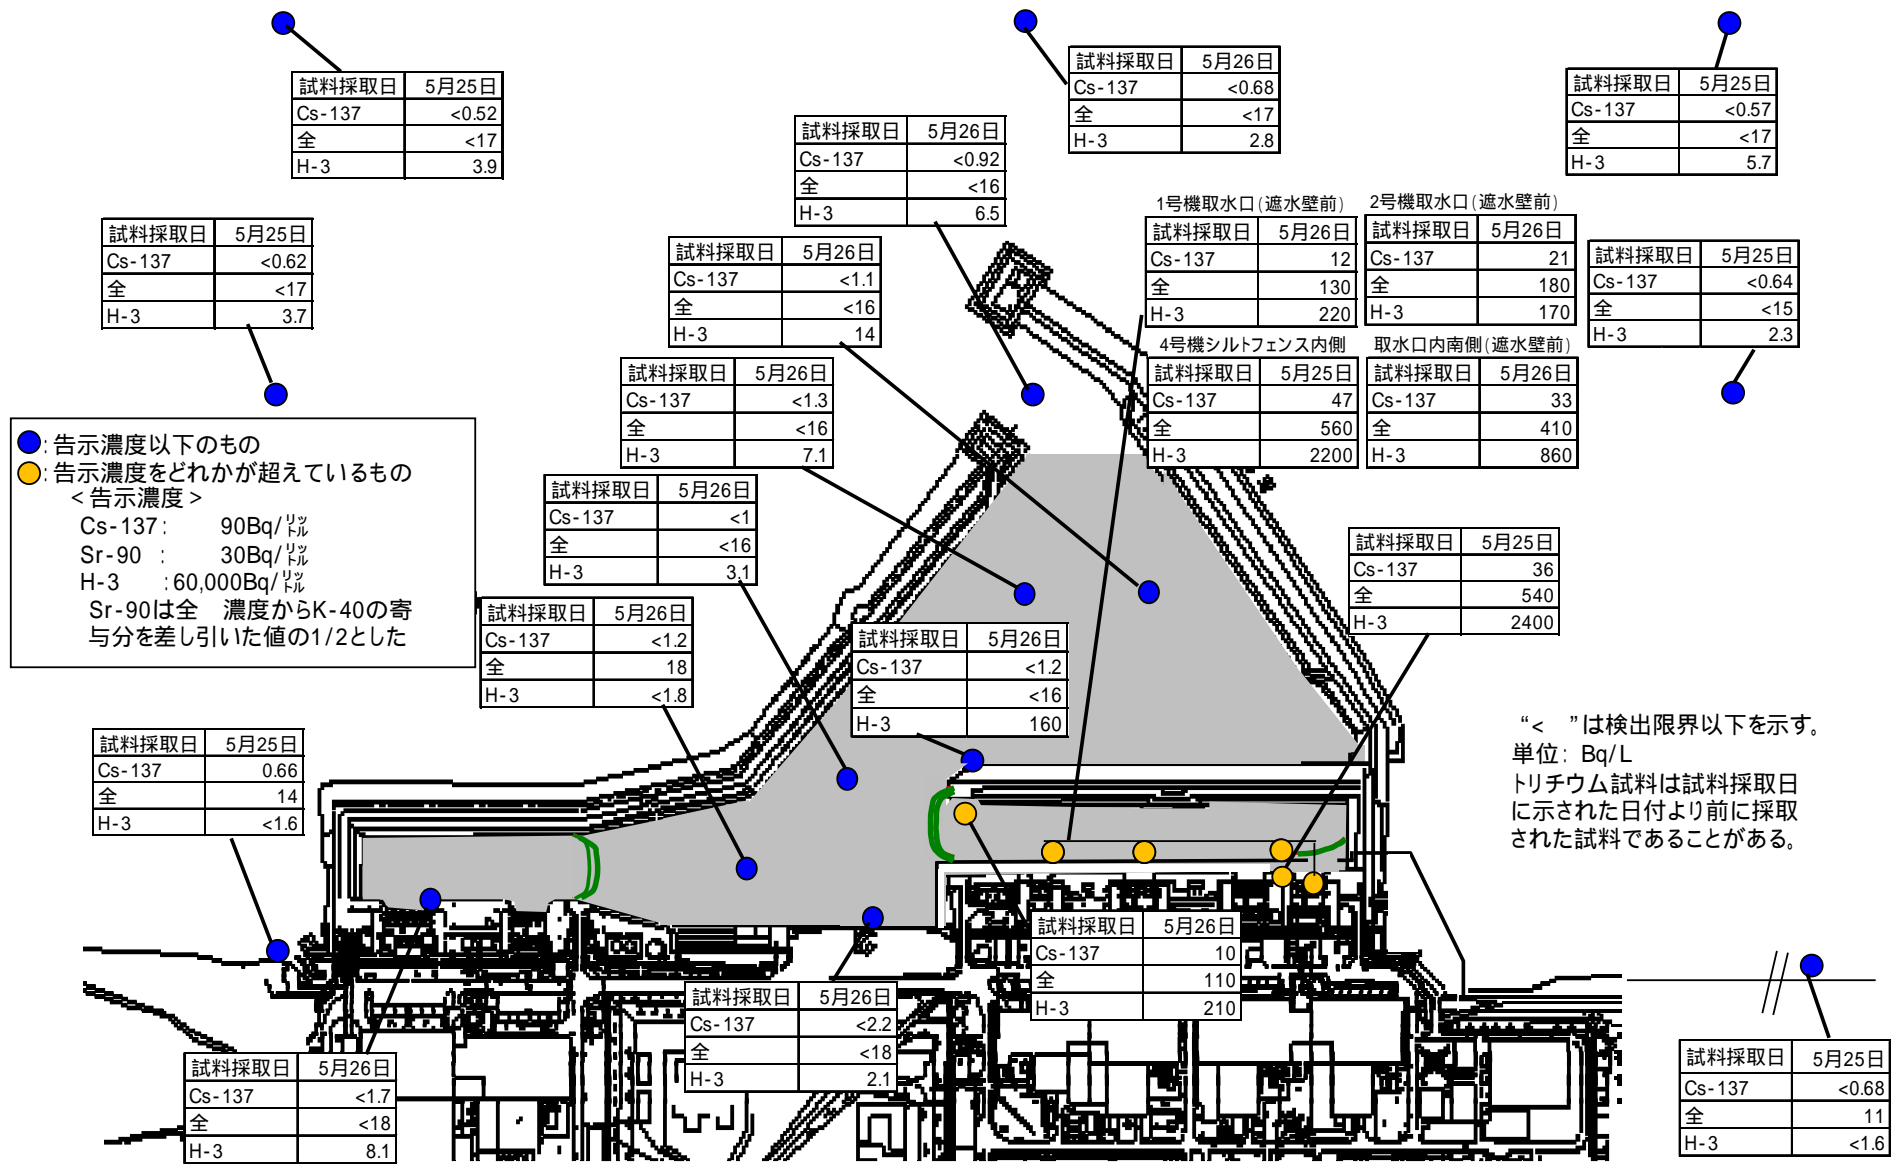 試料採取日 5月25日
Cs-137 <0.52
全 <17
H-3 3.9
試料採取日 5月26日
Cs-137 <0.68
全 <17
H-3 2.8
試料採取日 5月25日
Cs-137 <0.57
全 <17
H-3 5.7
試料採取日 5月26日
Cs-137 <0.92
全 <16
H-3 6.5
試料採取日 5月25日
Cs-137 <0.62
全 <17
H-3 3.7
試料採取日 5月26日
Cs-137 <1.1
全 <16
H-3 14
1号機取水口(遮水壁前)
試料採取日 5月26日
Cs-137 12
全 130
H-3 220
2号機取水口(遮水壁前)
試料採取日 5月26日
Cs-137 21
全 180
H-3 170
試料採取日 5月25日
Cs-137 <0.64
全 <15
H-3 2.3
4号機シルトフェンス内側
試料採取日 5月25日
Cs-137 47
全 560
H-3 2200
取水口内南側(遮水壁前)
試料採取日 5月26日
Cs-137 33
全 410
H-3 860
試料採取日 5月26日
Cs-137 <1.3
全 <16
H-3 7.1
:告示濃度以下のもの
:告示濃度をどれかが超えているもの
<告示濃度>
Cs-137: 90Bq/㍑
Sr-90 : 30Bq/㍑
H-3 :60,000Bq/㍑
Sr-90は全 濃度からK-40の寄
与分を差し引いた値の1/2とした
試料採取日 5月26日
Cs-137 <1
全 <16
H-3 3.1
試料採取日 5月25日
Cs-137 36
全 540
H-3 2400
試料採取日 5月26日
Cs-137 <1.2
全 18
H-3 <1.8
試料採取日 5月26日
Cs-137 <1.2
全 <16
H-3 160
試料採取日 5月25日
Cs-137 0.66
全 14
H-3 <1.6
“< ”は検出限界以下を示す。
単位: Bq/L
トリチウム試料は試料採取日
に示された日付より前に採取
された試料であることがある。
試料採取日 5月26日
Cs-137 10
全 110
H-3 210
試料採取日 5月26日
Cs-137 <2.2
全 <18
H-3 2.1
試料採取日 5月26日
Cs-137 <1.7
全 <18
H-3 8.1
試料採取日 5月25日
Cs-137 <0.68
全 11
H-3 <1.6